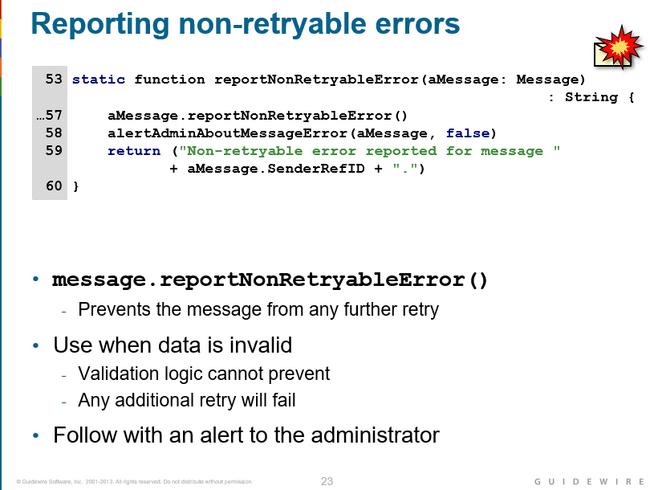 Reporting non-retryable errors
53 static function reportNonRetryableError(aMessage: Message)
: String {
…57 aMessage.reportNonRetryableError()
58 alertAdminAboutMessageError(aMessage, false)
59 return ("Non-retryable error reported for message "
+ aMessage.SenderRefID + ".")
60 }
• message.reportNonRetryableError()
- Prevents the message from any further retry
• Use when data is invalid
- Validation logic cannot prevent
- Any additional retry will fail
• Follow with an alert to the administrator
© Guidewire Software, Inc. 2001-2013. All rights reserved. Do not distribute without permission.
23
GUIDEWIRE